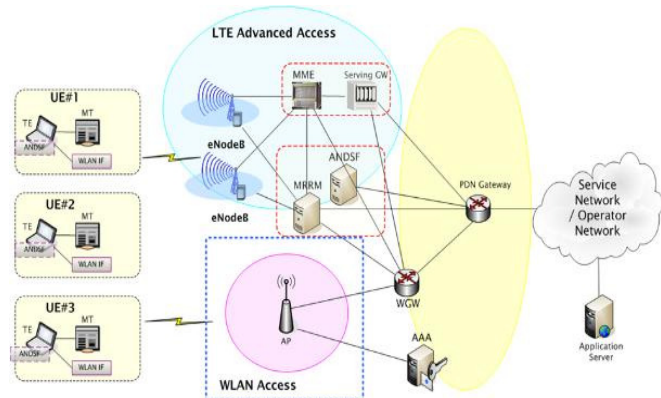 LTE Advanced Access
MME
Serving GW
UE#1
TE
MT
ANDSF
WLAN IF
eNodeB
ANDSF
MRRM
eNodeB
PDN Gateway
Service
Network
/ Operator
Network
UE#2
TE
MT
ANDSF
WLAN IF
UE#3
TE
MT
ANDSF
WLAN IF
AP
WGW
AAA
Application
Server
WLAN Access